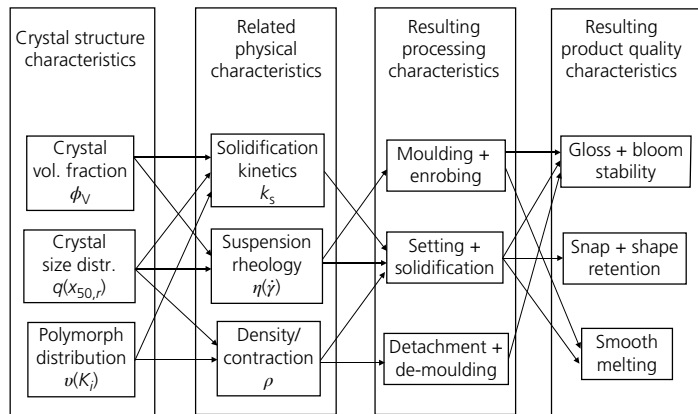 Crystal structure
characteristics
Crystal
vol. fraction
ϕV
Crystal
size distr.
q(x50,r)
Polymorph
distribution
υ(Ki)
Related
physical
characteristics
Solidification
kinetics
ks
Suspension
rheology
η(γ̇)
Density/
contraction
ρ
Resulting
processing
characteristics
Moulding +
enrobing
Setting +
solidification
Detachment +
de-moulding
Resulting
product quality
characteristics
Gloss + bloom
stability
Snap + shape
retention
Smooth
melting